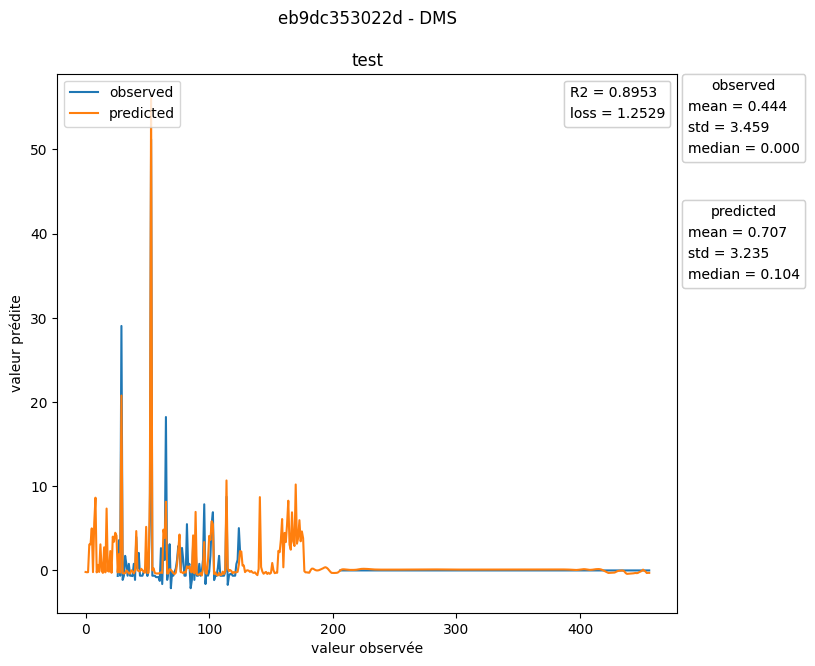 eb9dc353022d - DMS
test
observed
predicted
R2 = 0.8953
loss = 1.2529
observed
mean = 0.444
std = 3.459
median = 0.000
predicted
mean = 0.707
std = 3.235
median = 0.104
valeur prédite
50
40
30
20
10
0
0
100
200
300
400
valeur observée